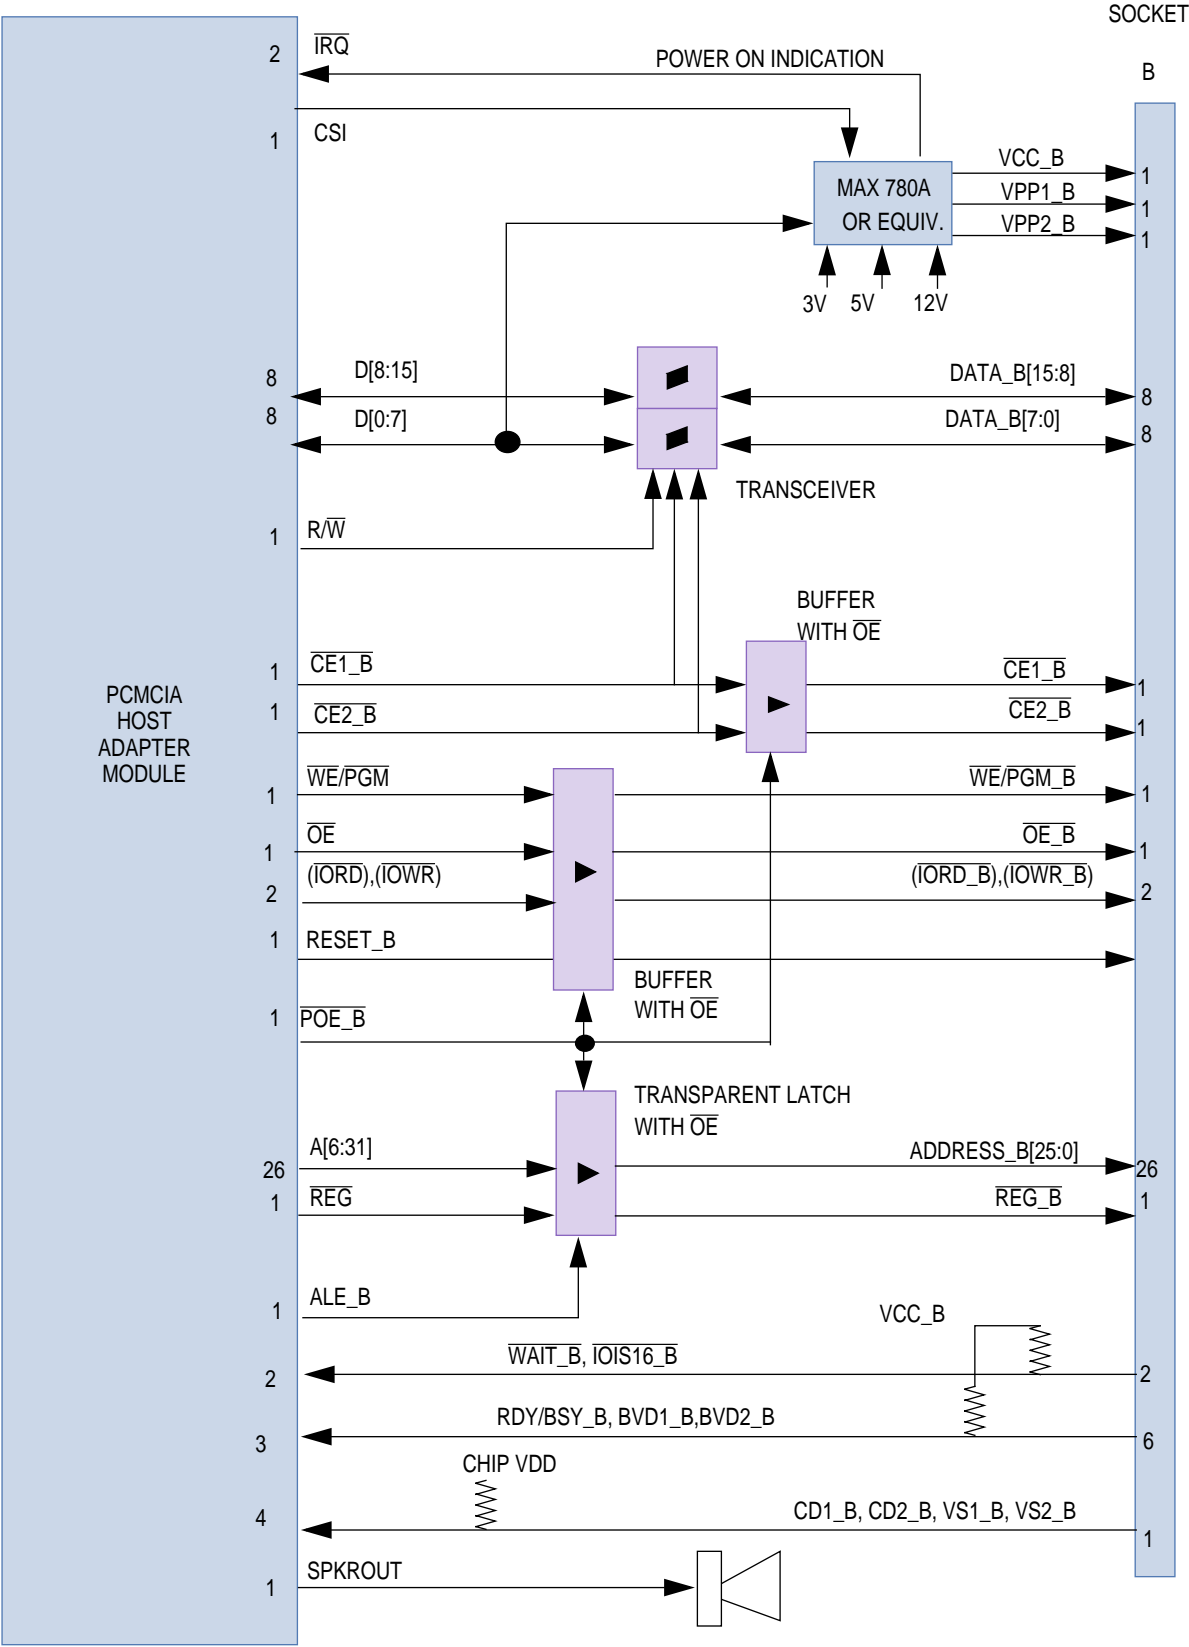 SOCKET
B
2
IRQ
POWER ON INDICATION
1
CSI
MAX 780A
OR EQUIV.
VCC_B
1
VPP1_B
1
VPP2_B
1
3V
5V
12V
8
D[8:15]
DATA_B[15:8]
8
8
D[0:7]
DATA_B[7:0]
8
TRANSCEIVER
1
R/W
BUFFER
WITH OE
1
CE1_B
CE1_B
1
1
CE2_B
CE2_B
1
PCMCIA
HOST
ADAPTER
MODULE
1
WE/PGM
WE/PGM_B
1
1
OE
OE_B
1
2
(IORD),(IOWR)
(IORD_B),(IOWR_B)
2
1
RESET_B
BUFFER
WITH OE
1
POE_B
TRANSPARENT LATCH
WITH OE
26
A[6:31]
ADDRESS_B[25:0]
26
1
REG
REG_B
1
1
ALE_B
VCC_B
2
WAIT_B, IOIS16_B
2
3
RDY/BSY_B, BVD1_B,BVD2_B
6
CHIP VDD
4
CD1_B, CD2_B, VS1_B, VS2_B
1
1
SPKROUT